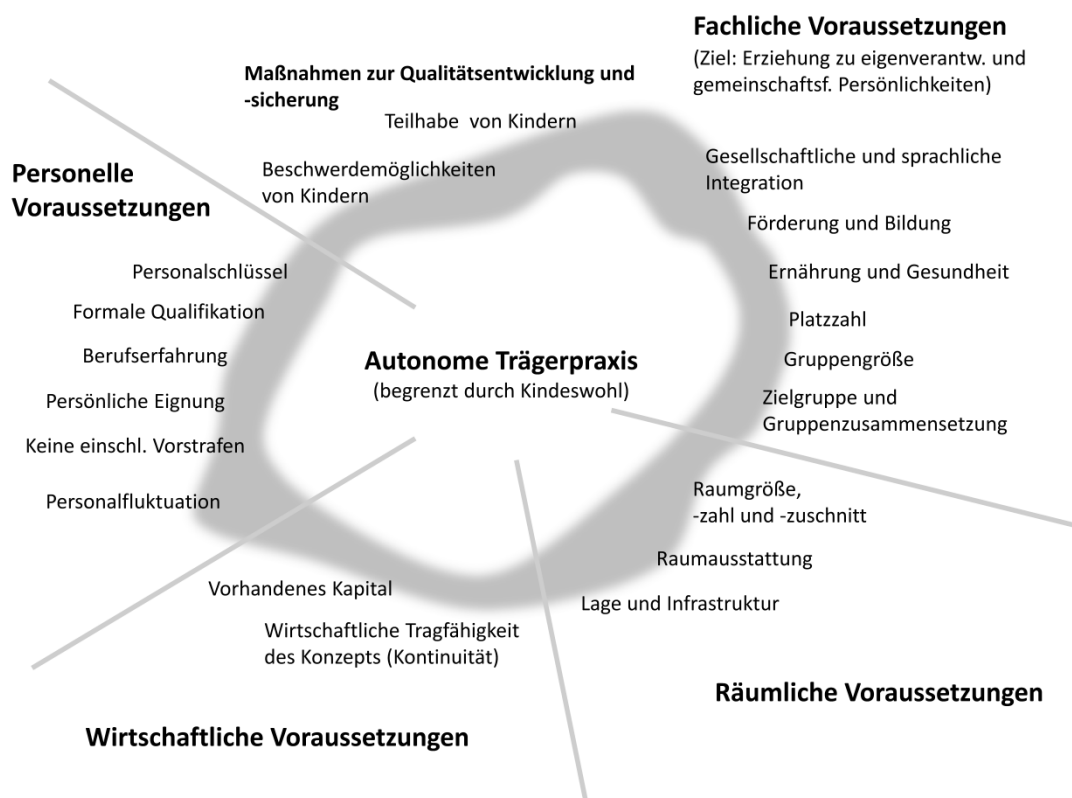 Fachliche Voraussetzungen
(Ziel: Erziehung zu eigenverantw. und
gemeinschaftsf. Persönlichkeiten)
Maßnahmen zur Qualitätsentwicklung und
-sicherung
Teilhabe von Kindern
Beschwerdemöglichkeiten
von Kindern
Gesellschaftliche und sprachliche
Integration
Förderung und Bildung
Ernährung und Gesundheit
Platzzahl
Gruppengröße
Zielgruppe und
Gruppenzusammensetzung
Personelle
Voraussetzungen
Personalschlüssel
Formale Qualifikation
Berufserfahrung
Persönliche Eignung
Keine einschl. Vorstrafen
Personalfluktuation
Autonome Trägerpraxis
(begrenzt durch Kindeswohl)
Raumgröße,
-zahl und -zuschnitt
Raumausstattung
Lage und Infrastruktur
Räumliche Voraussetzungen
Vorhandenes Kapital
Wirtschaftliche Tragfähigkeit
des Konzepts (Kontinuität)
Wirtschaftliche Voraussetzungen